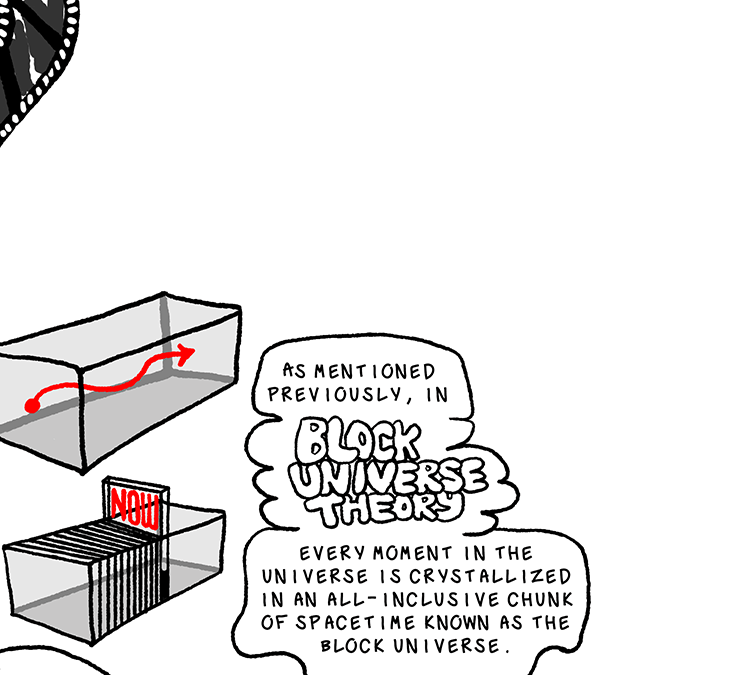 AS MENTIONED
PREVIOUSLY, IN
BLOCK
UNIVERSE
THEORY
NOW
EVERY MOMENT IN THE
UNIVERSE IS CRYSTALLIZED
IN AN ALL-INCLUSIVE CHUNK
OF SPACETIME KNOWN AS THE
BLOCK UNIVERSE.